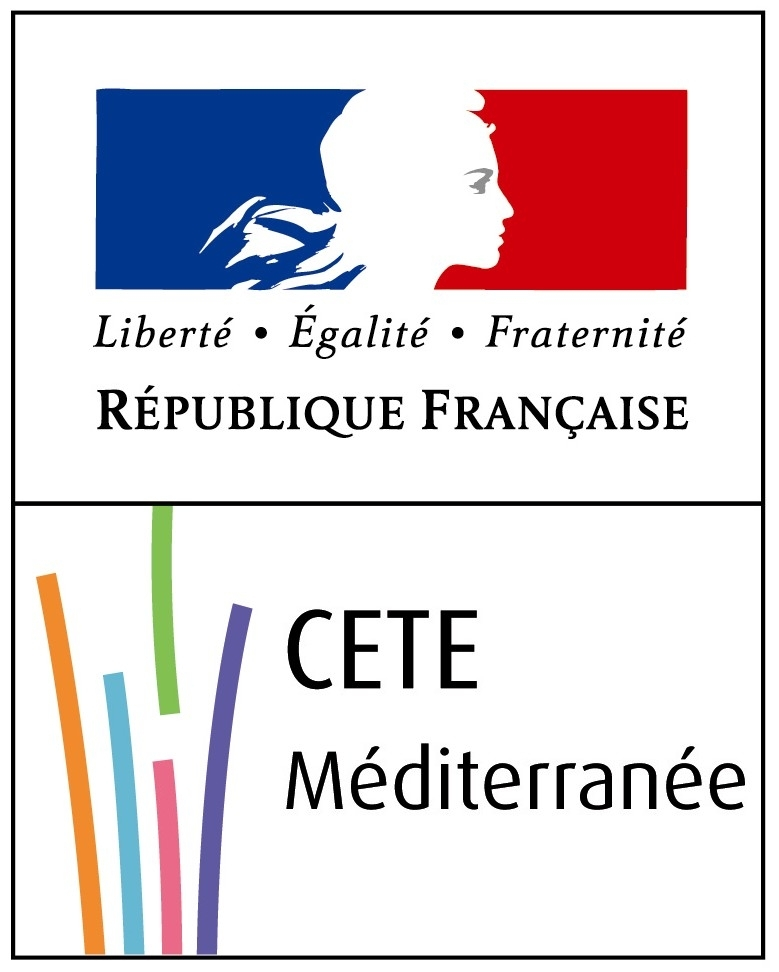 Liberté • Égalité • Fraternité
RÉPUBLIQUE FRANÇAISE
CETE
Méditerranée